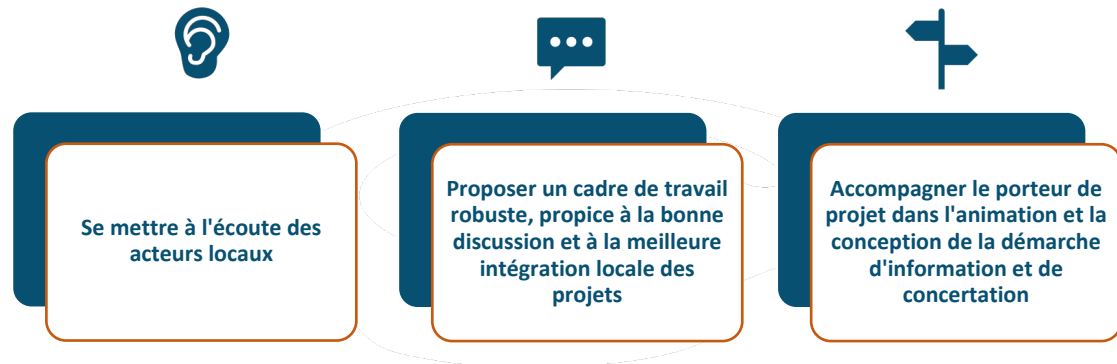 Se mettre à l'écoute des
acteurs locaux
Proposer un cadre de travail
robuste, propice à la bonne
discussion et à la meilleure
intégration locale des
projets
Accompagner le porteur de
projet dans l'animation et la
conception de la démarche
d'information et de
concertation